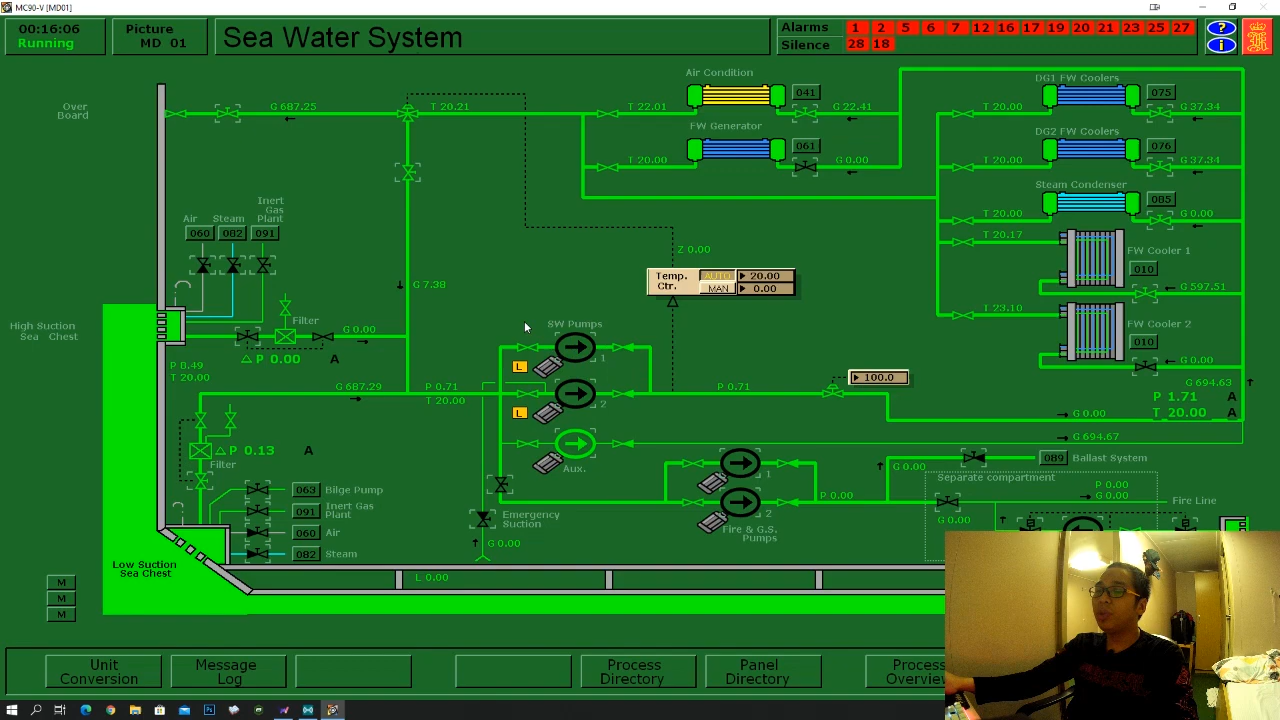 MC90-V [MD01]
00:16:06
Running
Picture
MD 01
Sea Water System
Alarms
1 2 5 6 7 12 16 17 19 20 21 23 25 27
Silence
28 18
?
i
Over
Board
G 687.25
T 20.21
Air Condition
041
T 22.01
G 22.41
FW Generator
061
T 20.00
G 0.00
DG1 FW Coolers
075
T 20.00
G 37.34
DG2 FW Coolers
076
T 20.00
G 37.34
Steam Condenser
085
T 20.00
G 0.00
T 20.17
FW Cooler 1
010
G 597.51
T 23.10
FW Cooler 2
010
G 0.00
G 694.63
P 1.71 A
T 20.00 A
Air
Steam
Inert
Gas
Plant
060
082
091
Z 0.00
Temp.
Ctr.
AUTO
20.00
MAN
0.00
G 7.38
High Suction
Sea Chest
Filter
G 0.00
P 0.00 A
P 0.49
T 20.00
SW Pumps
1
L
G 687.29
P 0.71
T 20.00
2
L
P 0.71
100.0
G 0.00
G 694.67
Aux.
P 0.13 A
Filter
063 Bilge Pump
091 Inert Gas
Plant
060 Air
082 Steam
Emergency
Suction
G 0.00
1
2
Fire & G.S.
Pumps
P 0.00
G 0.00
089 Ballast System
Separate compartment
P 0.00
G 0.00
Fire Line
G 0.00
Low Suction
Sea Chest
L 0.00
M
M
M
Unit
Conversion
Message
Log
Process
Directory
Panel
Directory
Process